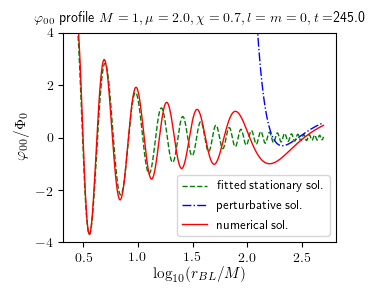 φ₀₀ profile M = 1, μ = 2.0, χ = 0.7, l = m = 0, t =245.0
φ₀₀/Φ₀
4
2
0
−2
−4
fitted stationary sol.
perturbative sol.
numerical sol.
0.5 1.0 1.5 2.0 2.5
log₁₀(r_BL/M)